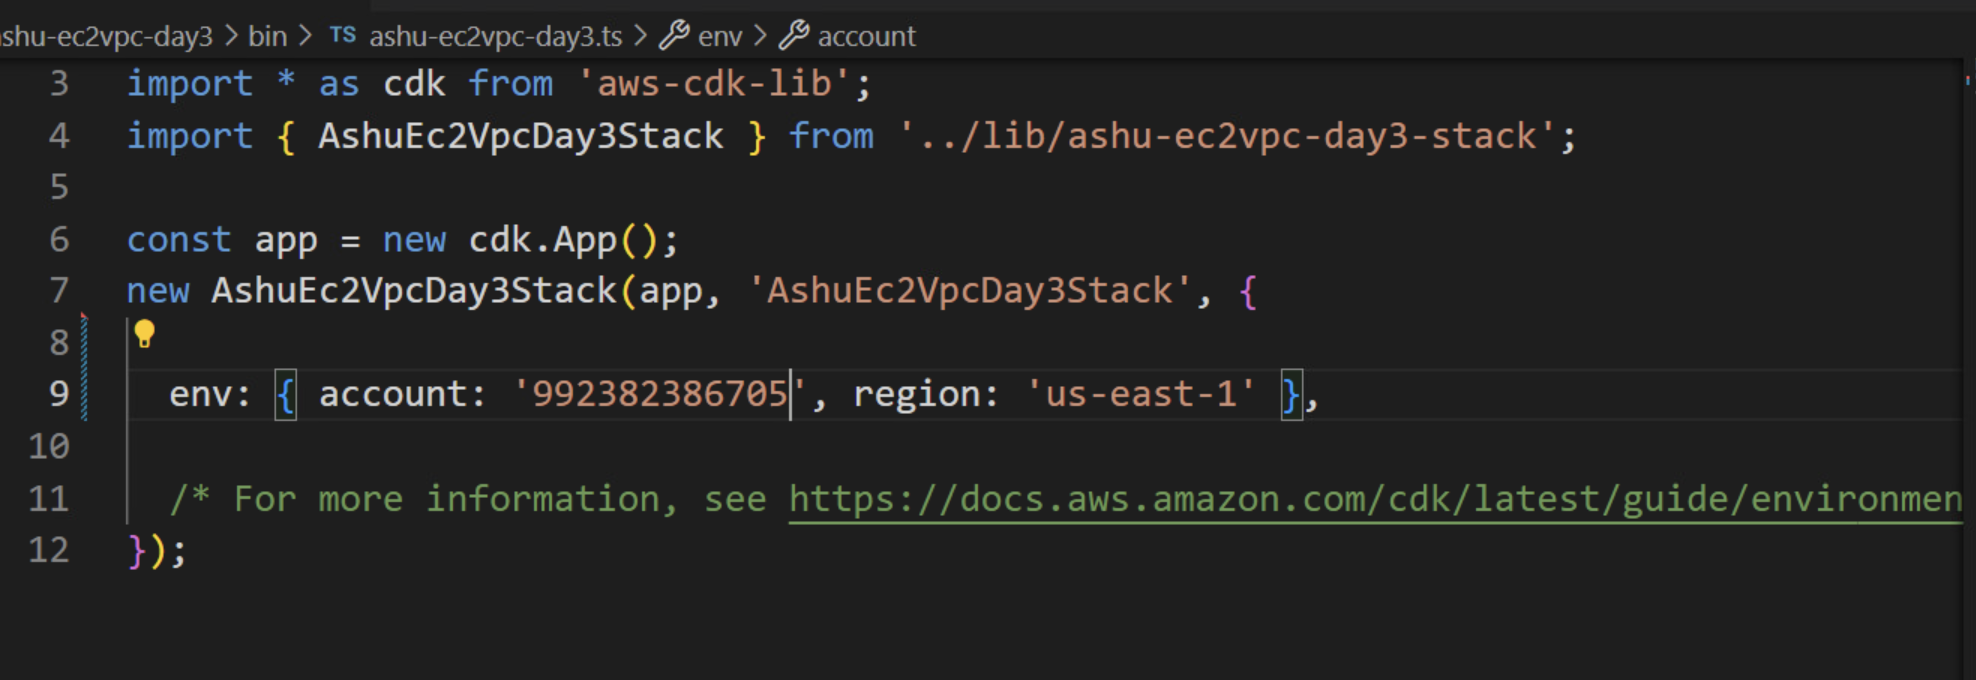 shu-ec2vpc-day3 > bin > TS ashu-ec2vpc-day3.ts > env > account
3 import * as cdk from 'aws-cdk-lib';
4 import { AshuEc2VpcDay3Stack } from '../lib/ashu-ec2vpc-day3-stack';
5
6 const app = new cdk.App();
7 new AshuEc2VpcDay3Stack(app, 'AshuEc2VpcDay3Stack', {
8
9 env: { account: '992382386705', region: 'us-east-1' },
10
11 /* For more information, see https://docs.aws.amazon.com/cdk/latest/guide/environmen
12 });